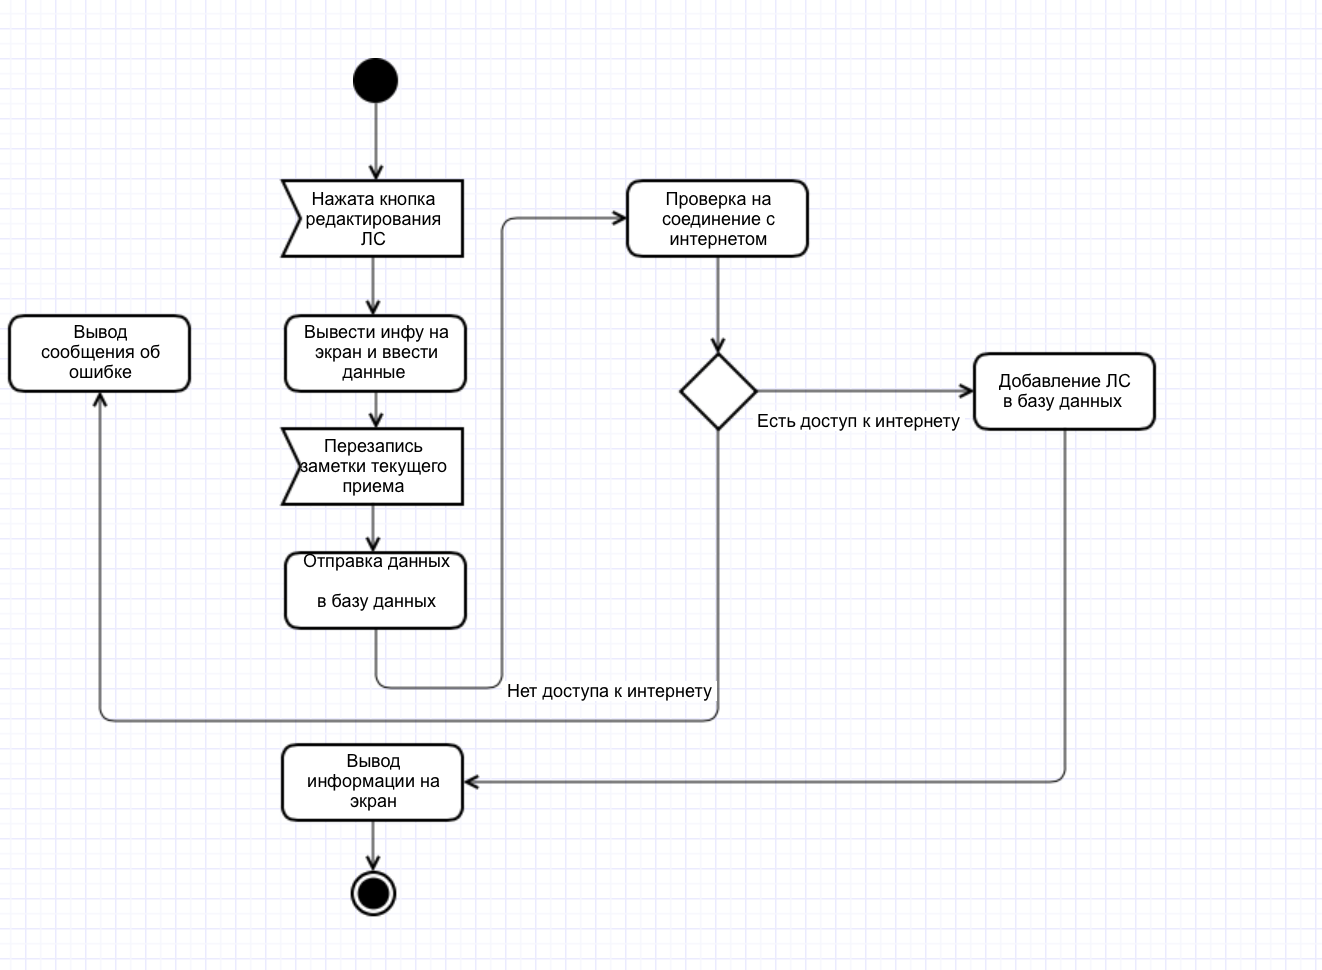 Нажата кнопка
редактирования
ЛС
Проверка на
соединение с
интернетом
Вывод
сообщения об
ошибке
Вывести инфу на
экран и ввести
данные
Добавление ЛС
в базу данных
Есть доступ к интернету
Перезапись
заметки текущего
приема
Отправка данных
в базу данных
Нет доступа к интернету
Вывод
информации на
экран